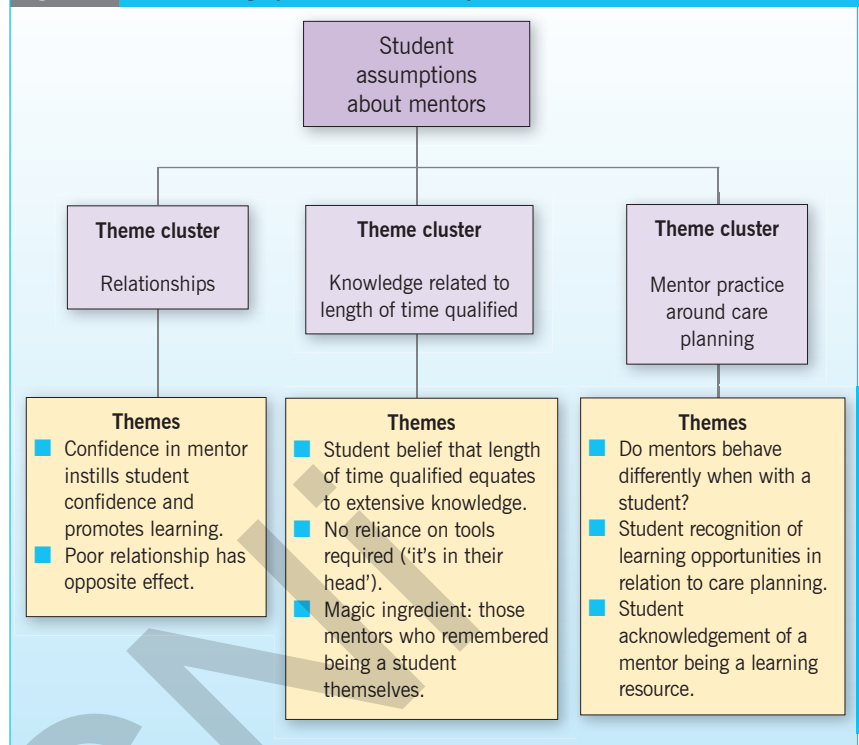 Student
assumptions
about mentors
Theme cluster
Relationships
Theme cluster
Knowledge related to
length of time qualified
Theme cluster
Mentor practice
around care
planning
Themes
Confidence in mentor
instills student
confidence and
promotes learning.
Poor relationship has
opposite effect.
Themes
Student belief that length
of time qualified equates
to extensive knowledge.
No reliance on tools
required (‘it’s in their
head’).
Magic ingredient: those
mentors who remembered
being a student
themselves.
Themes
Do mentors behave
differently when with a
student?
Student recognition of
learning opportunities in
relation to care planning.
Student
acknowledgement of a
mentor being a learning
resource.